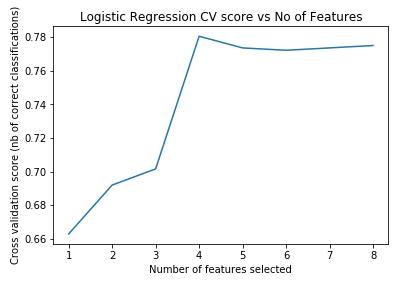 Logistic Regression CV score vs No of Features
Cross validation score (nb of correct classifications)
0.78
0.76
0.74
0.72
0.70
0.68
0.66
1 2 3 4 5 6 7 8
Number of features selected